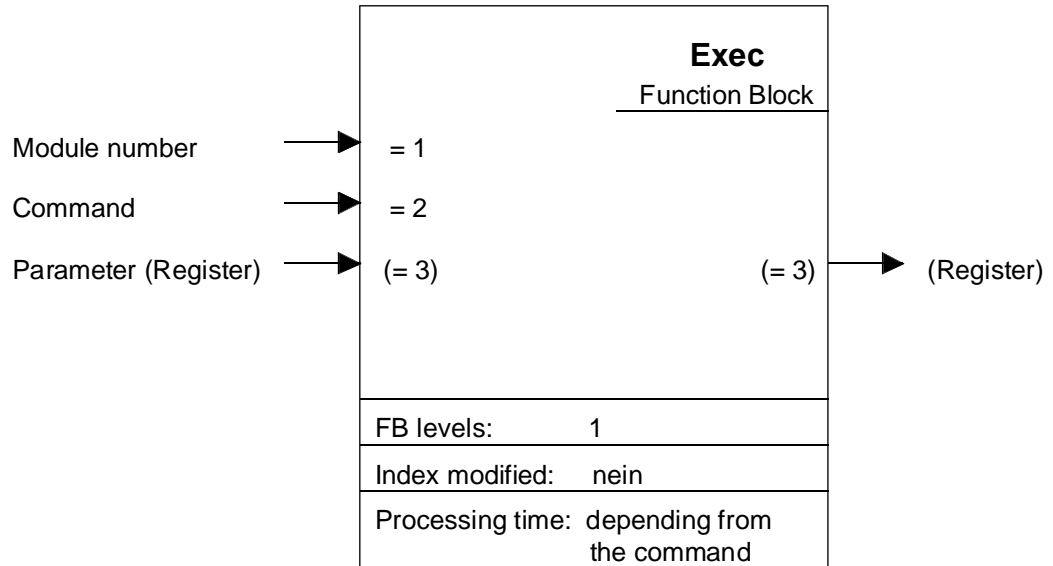 Exec
Function Block
Module number = 1
Command = 2
Parameter (Register) (= 3) (= 3) (Register)
FB levels: 1
Index modified: nein
Processing time: depending from
the command